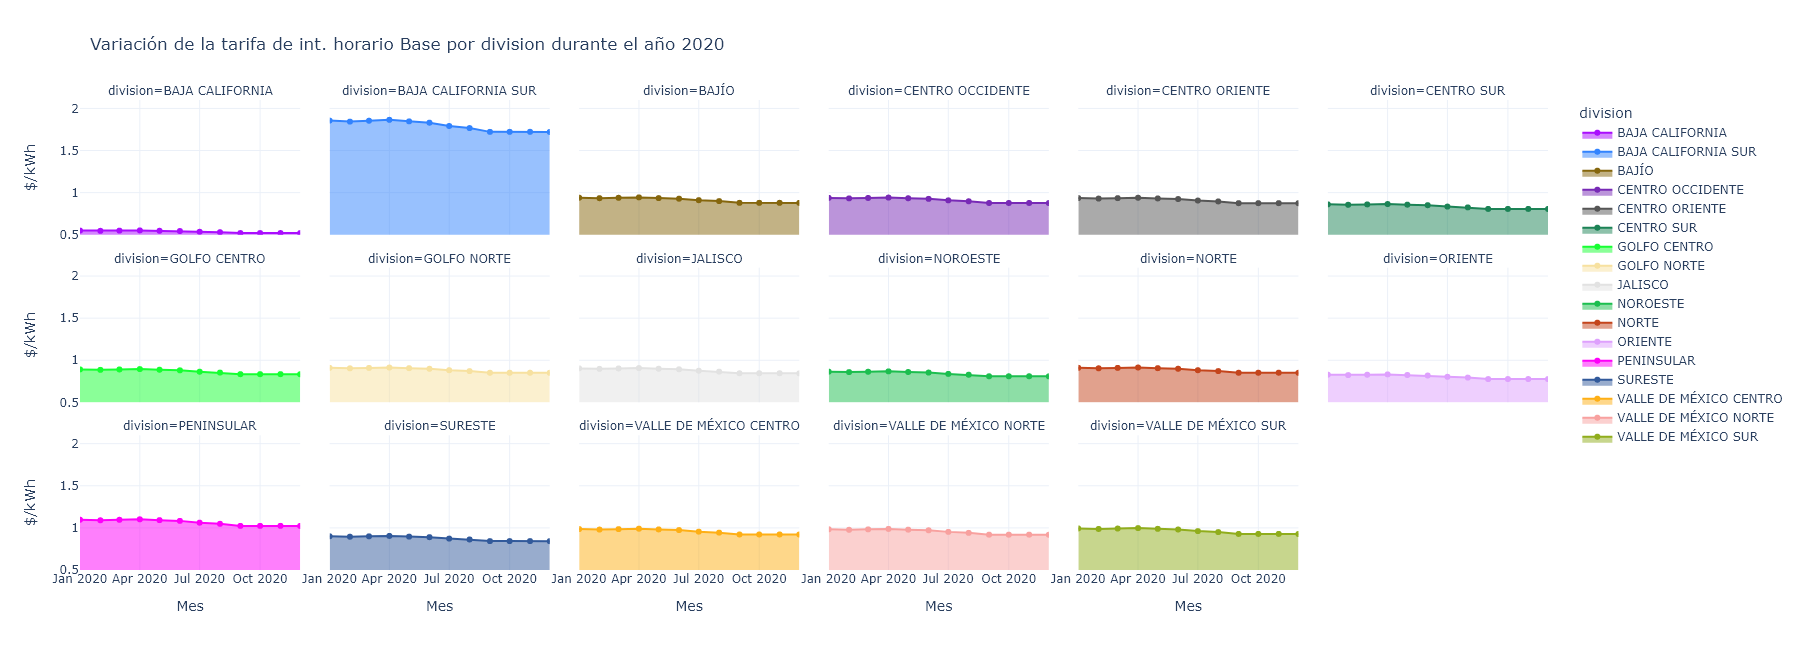 Variación de la tarifa de int. horario Base por division durante el año 2020
division=BAJA CALIFORNIA
division=BAJA CALIFORNIA SUR
division=BAJÍO
division=CENTRO OCCIDENTE
division=CENTRO ORIENTE
division=CENTRO SUR
2
1.5
1
0.5
$/kWh
division=GOLFO CENTRO
division=GOLFO NORTE
division=JALISCO
division=NOROESTE
division=NORTE
division=ORIENTE
2
1.5
1
0.5
$/kWh
division=PENINSULAR
division=SURESTE
division=VALLE DE MÉXICO CENTRO
division=VALLE DE MÉXICO NORTE
division=VALLE DE MÉXICO SUR
2
1.5
1
0.5
$/kWh
Jan 2020 Apr 2020 Jul 2020 Oct 2020
Jan 2020 Apr 2020 Jul 2020 Oct 2020
Jan 2020 Apr 2020 Jul 2020 Oct 2020
Jan 2020 Apr 2020 Jul 2020 Oct 2020
Jan 2020 Apr 2020 Jul 2020 Oct 2020
Mes
Mes
Mes
Mes
Mes
division
BAJA CALIFORNIA
BAJA CALIFORNIA SUR
BAJÍO
CENTRO OCCIDENTE
CENTRO ORIENTE
CENTRO SUR
GOLFO CENTRO
GOLFO NORTE
JALISCO
NOROESTE
NORTE
ORIENTE
PENINSULAR
SURESTE
VALLE DE MÉXICO CENTRO
VALLE DE MÉXICO NORTE
VALLE DE MÉXICO SUR